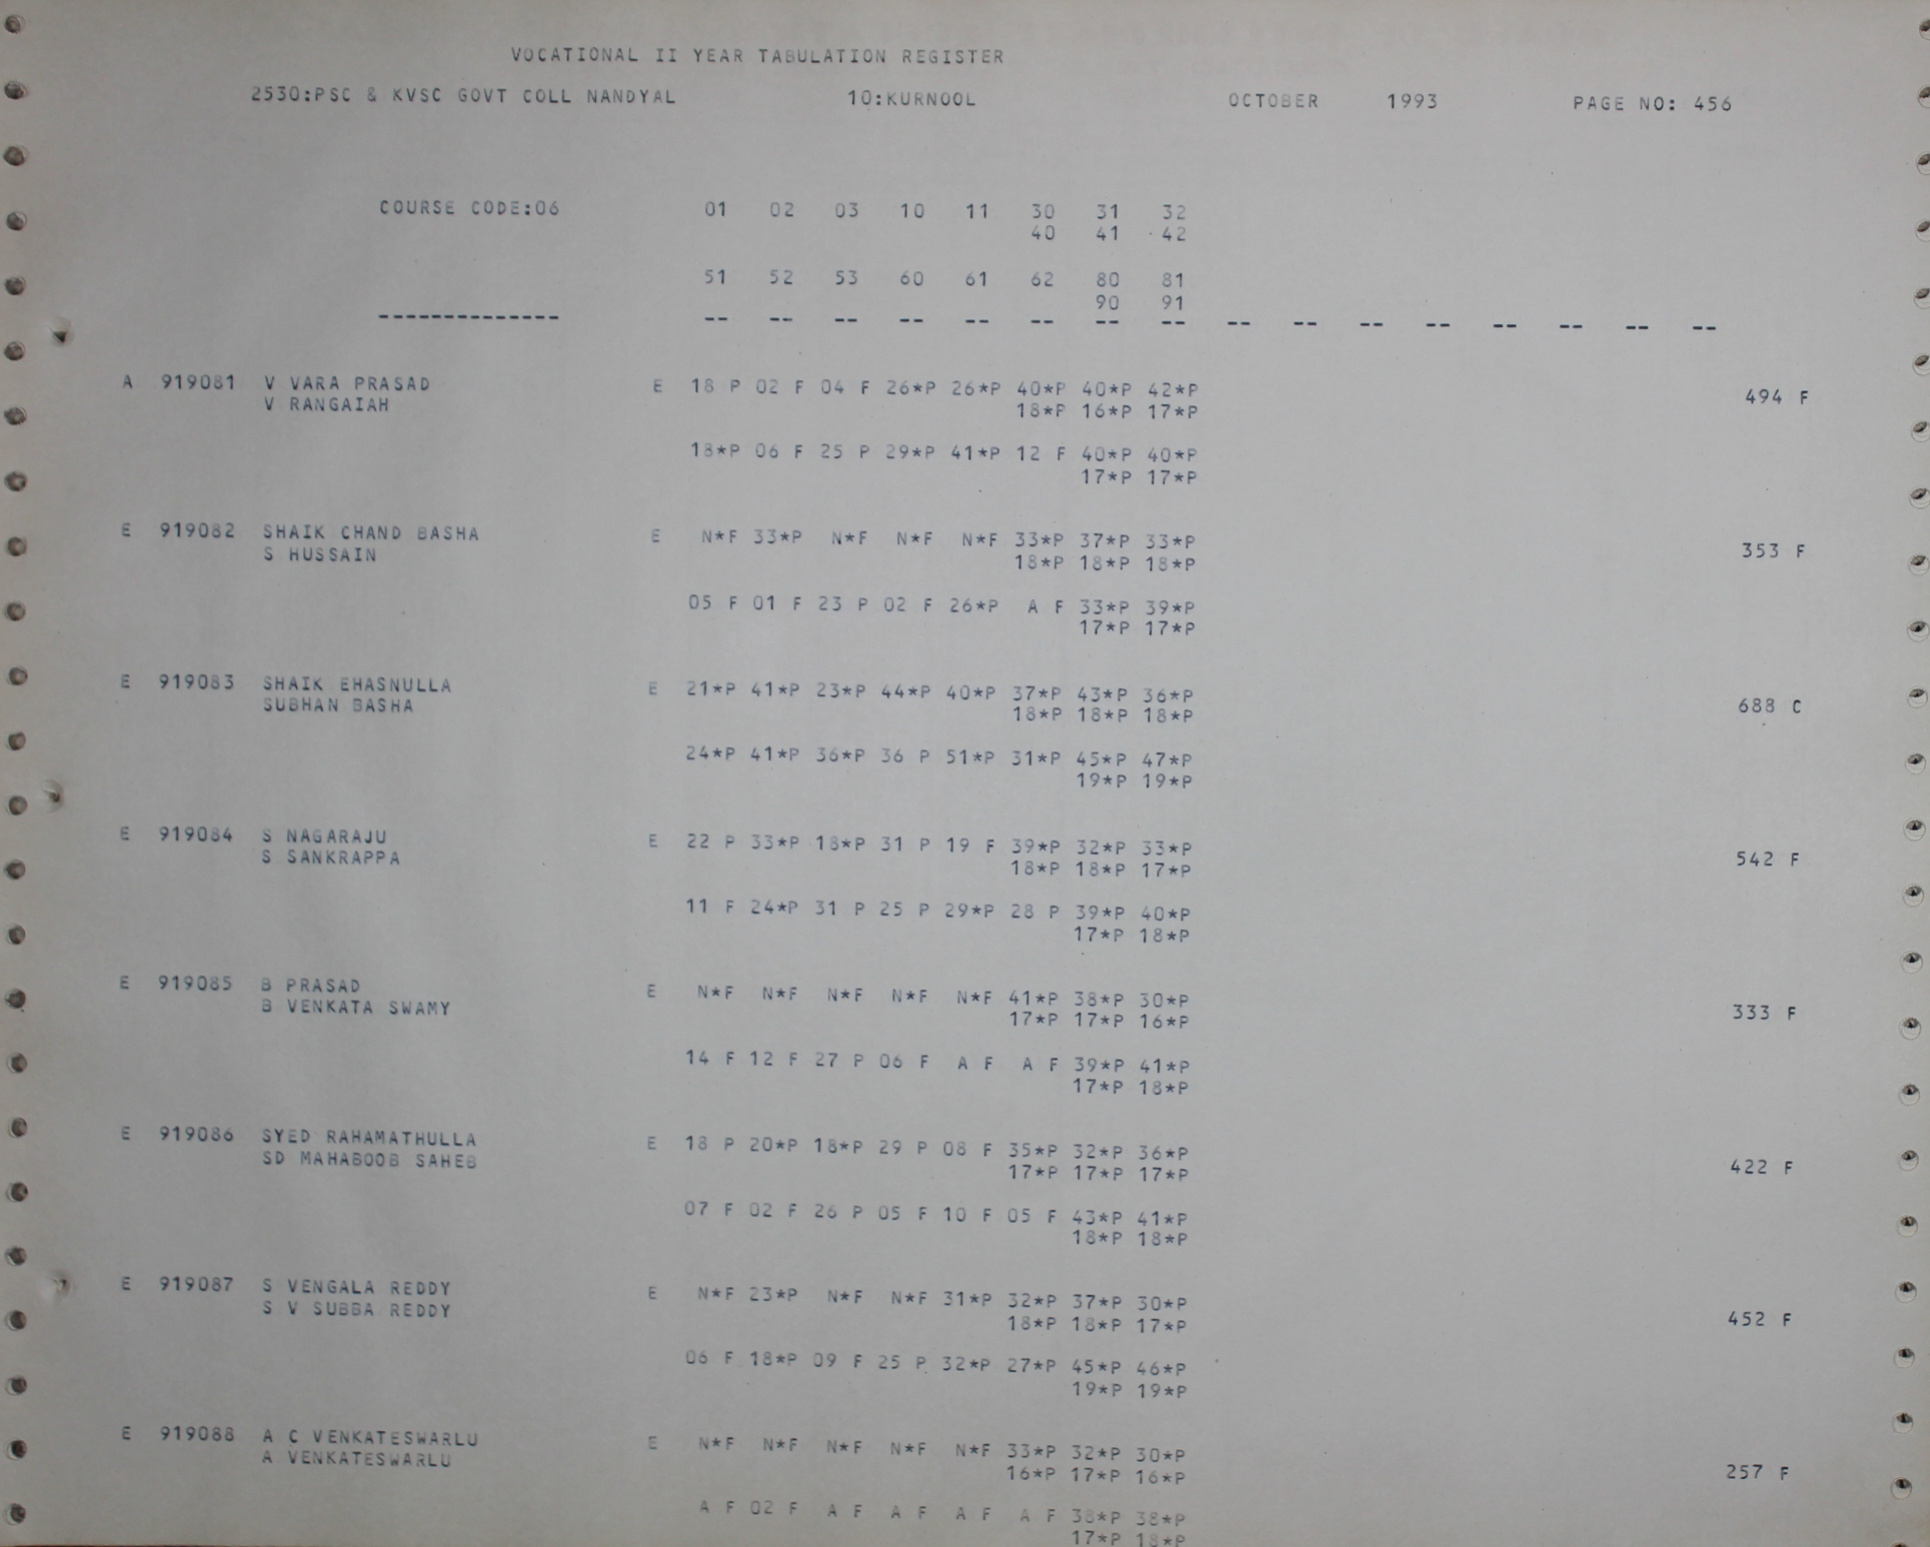 VOCATIONAL II YEAR TABULATION REGISTER
2530:PSC & KVSC GOVT COLL NANDYAL 10:KURNOOL OCTOBER 1993 PAGE NO: 456
COURSE CODE:06 01 02 03 10 11 30 31 32
40 41 42
51 52 53 60 61 62 80 81
90 91
-------------- -- -- -- -- -- -- -- -- -- -- -- -- -- -- -- --
A 919081 V VARA PRASAD E 18 P 02 F 04 F 26*P 26*P 40*P 40*P 42*P
V RANGAIAH 18*P 16*P 17*P 494 F
18*P 06 F 25 P 29*P 41*P 12 F 40*P 40*P
17*P 17*P
E 919082 SHAIK CHAND BASHA E N*F 33*P N*F N*F N*F 33*P 37*P 33*P
S HUSSAIN 18*P 18*P 18*P 353 F
05 F 01 F 23 P 02 F 26*P A F 33*P 39*P
17*P 17*P
E 919083 SHAIK EHASNULLA E 21*P 41*P 23*P 44*P 40*P 37*P 43*P 36*P
SUBHAN BASHA 18*P 18*P 18*P 688 C
24*P 41*P 36*P 36 P 51*P 31*P 45*P 47*P
19*P 19*P
E 919084 S NAGARAJU E 22 P 33*P 18*P 31 P 19 F 39*P 32*P 33*P
S SANKRAPPA 18*P 18*P 17*P 542 F
11 F 24*P 31 P 25 P 29*P 28 P 39*P 40*P
17*P 18*P
E 919085 B PRASAD E N*F N*F N*F N*F N*F 41*P 38*P 30*P
B VENKATA SWAMY 17*P 17*P 16*P 333 F
14 F 12 F 27 P 06 F A F A F 39*P 41*P
17*P 18*P
E 919086 SYED RAHAMATHULLA E 18 P 20*P 18*P 29 P 08 F 35*P 32*P 36*P
SD MAHABOOB SAHEB 17*P 17*P 17*P 422 F
07 F 02 F 26 P 05 F 10 F 05 F 43*P 41*P
18*P 18*P
E 919087 S VENGALA REDDY E N*F 23*P N*F N*F 31*P 32*P 37*P 30*P
S V SUBBA REDDY 18*P 18*P 17*P 452 F
06 F 18*P 09 F 25 P 32*P 27*P 45*P 46*P
19*P 19*P
E 919088 A C VENKATESWARLU E N*F N*F N*F N*F N*F 33*P 32*P 30*P
A VENKATESWARLU 16*P 17*P 16*P 257 F
A F 02 F A F A F A F A F 38*P 38*P
17*P 18*P